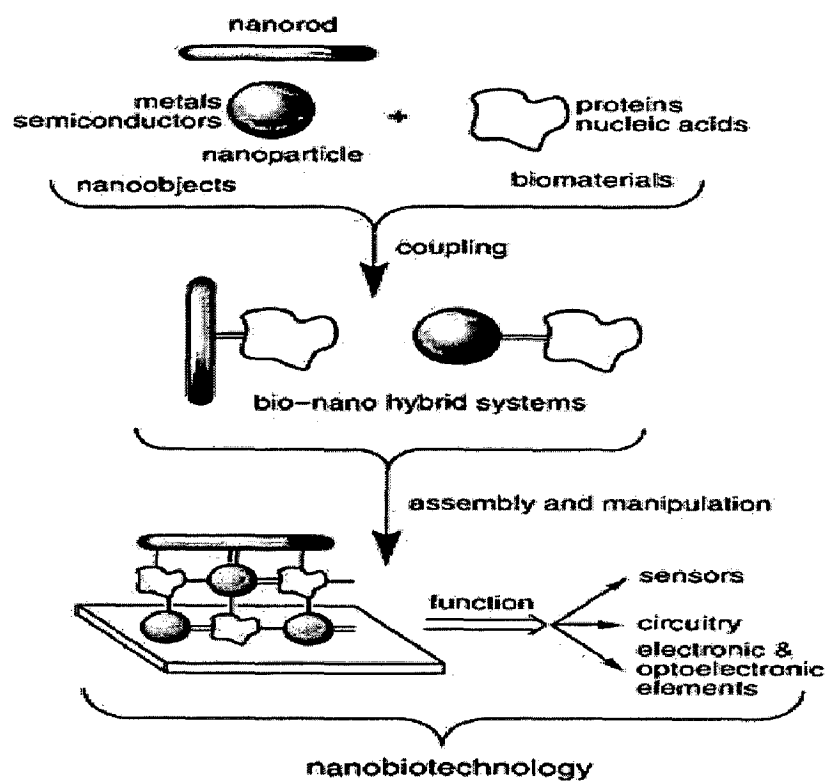 nanorod
metals
semiconductors
nanoparticle
+
proteins
nucleic acids
nanoobjects
biomaterials
coupling
bio-nano hybrid systems
assembly and manipulation
function
sensors
circuitry
electronic &
optoelectronic
elements
nanobiotechnology